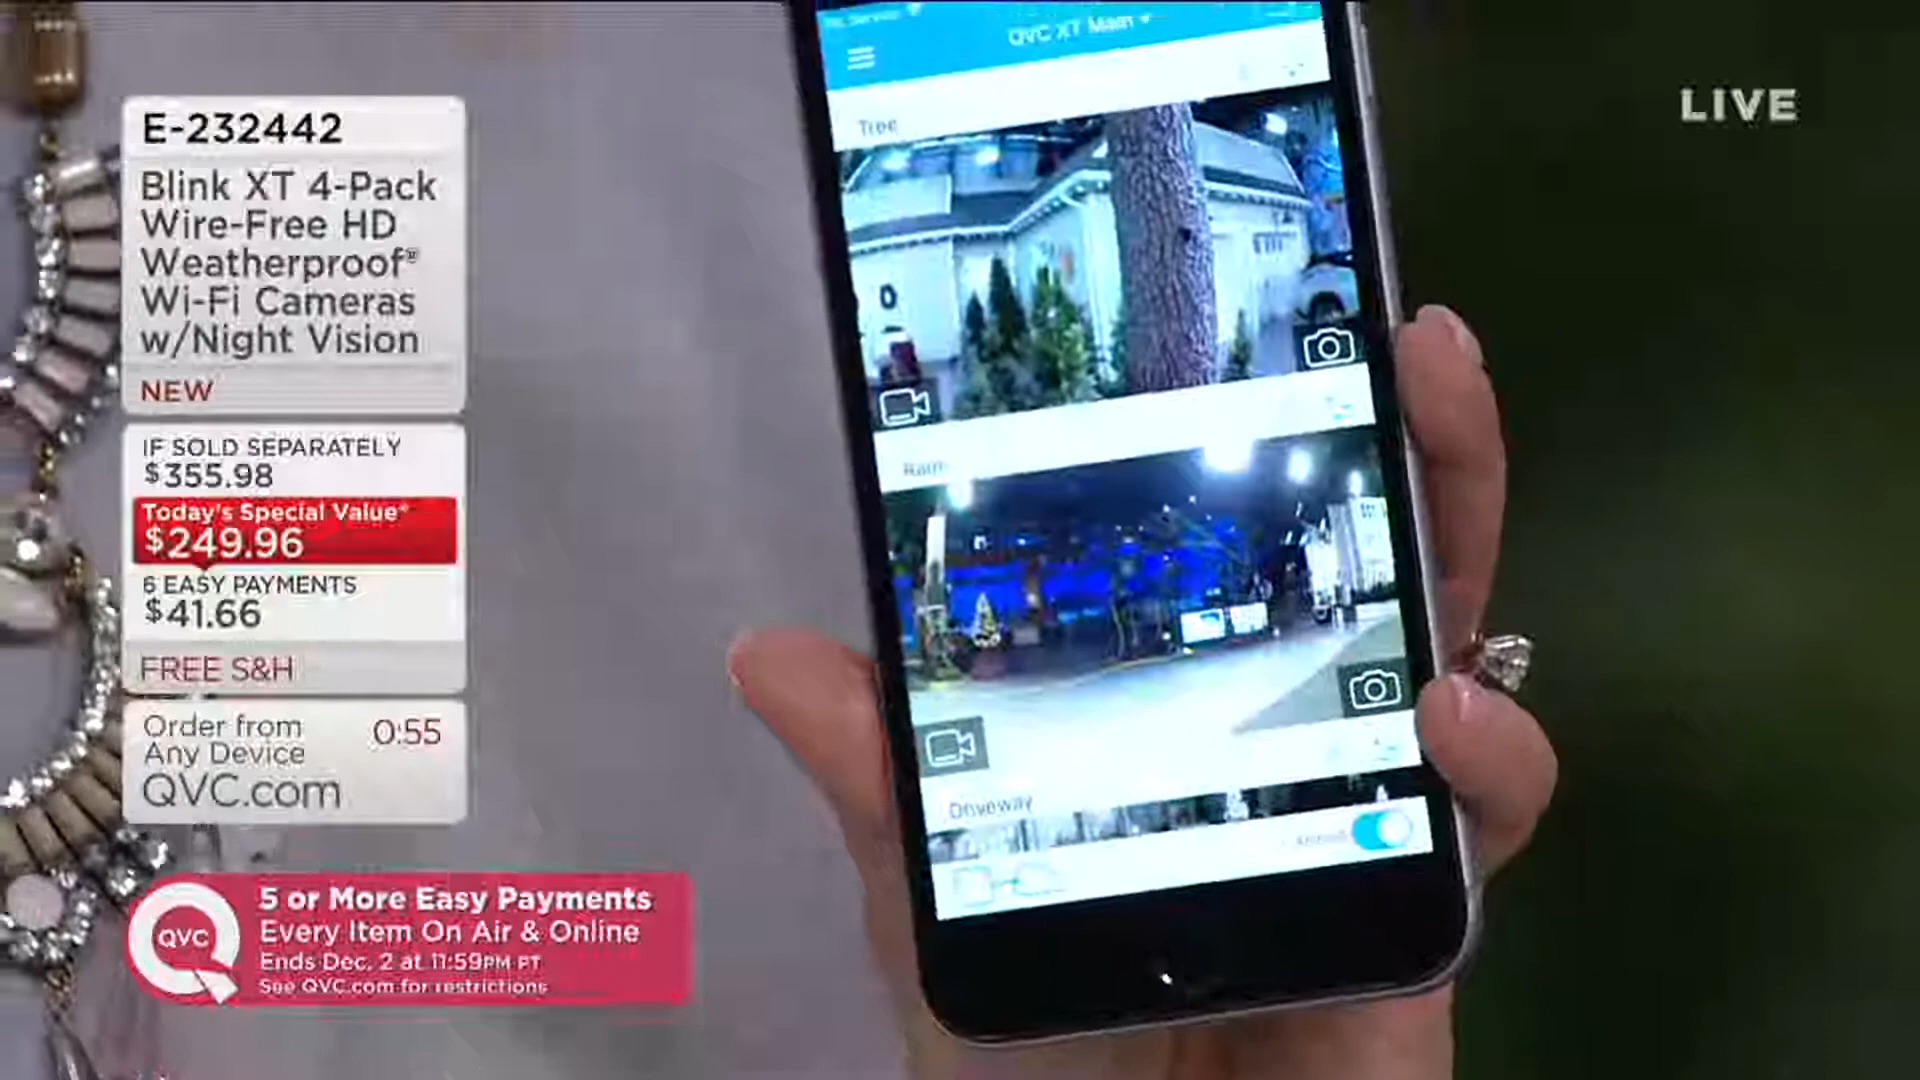 E-232442
Blink XT 4-Pack
Wire-Free HD
Weatherproof®
Wi-Fi Cameras
w/Night Vision
NEW
IF SOLD SEPARATELY
$355.98
Today's Special Value*
$249.96
6 EASY PAYMENTS
$41.66
FREE S&H
Order from 0:55
Any Device
QVC.com
QVC
5 or More Easy Payments
Every Item On Air & Online
Ends Dec. 2 at 11:59PM PT
See QVC.com for restrictions
LIVE
No Service
QVC XT Main
Tree
Driveway